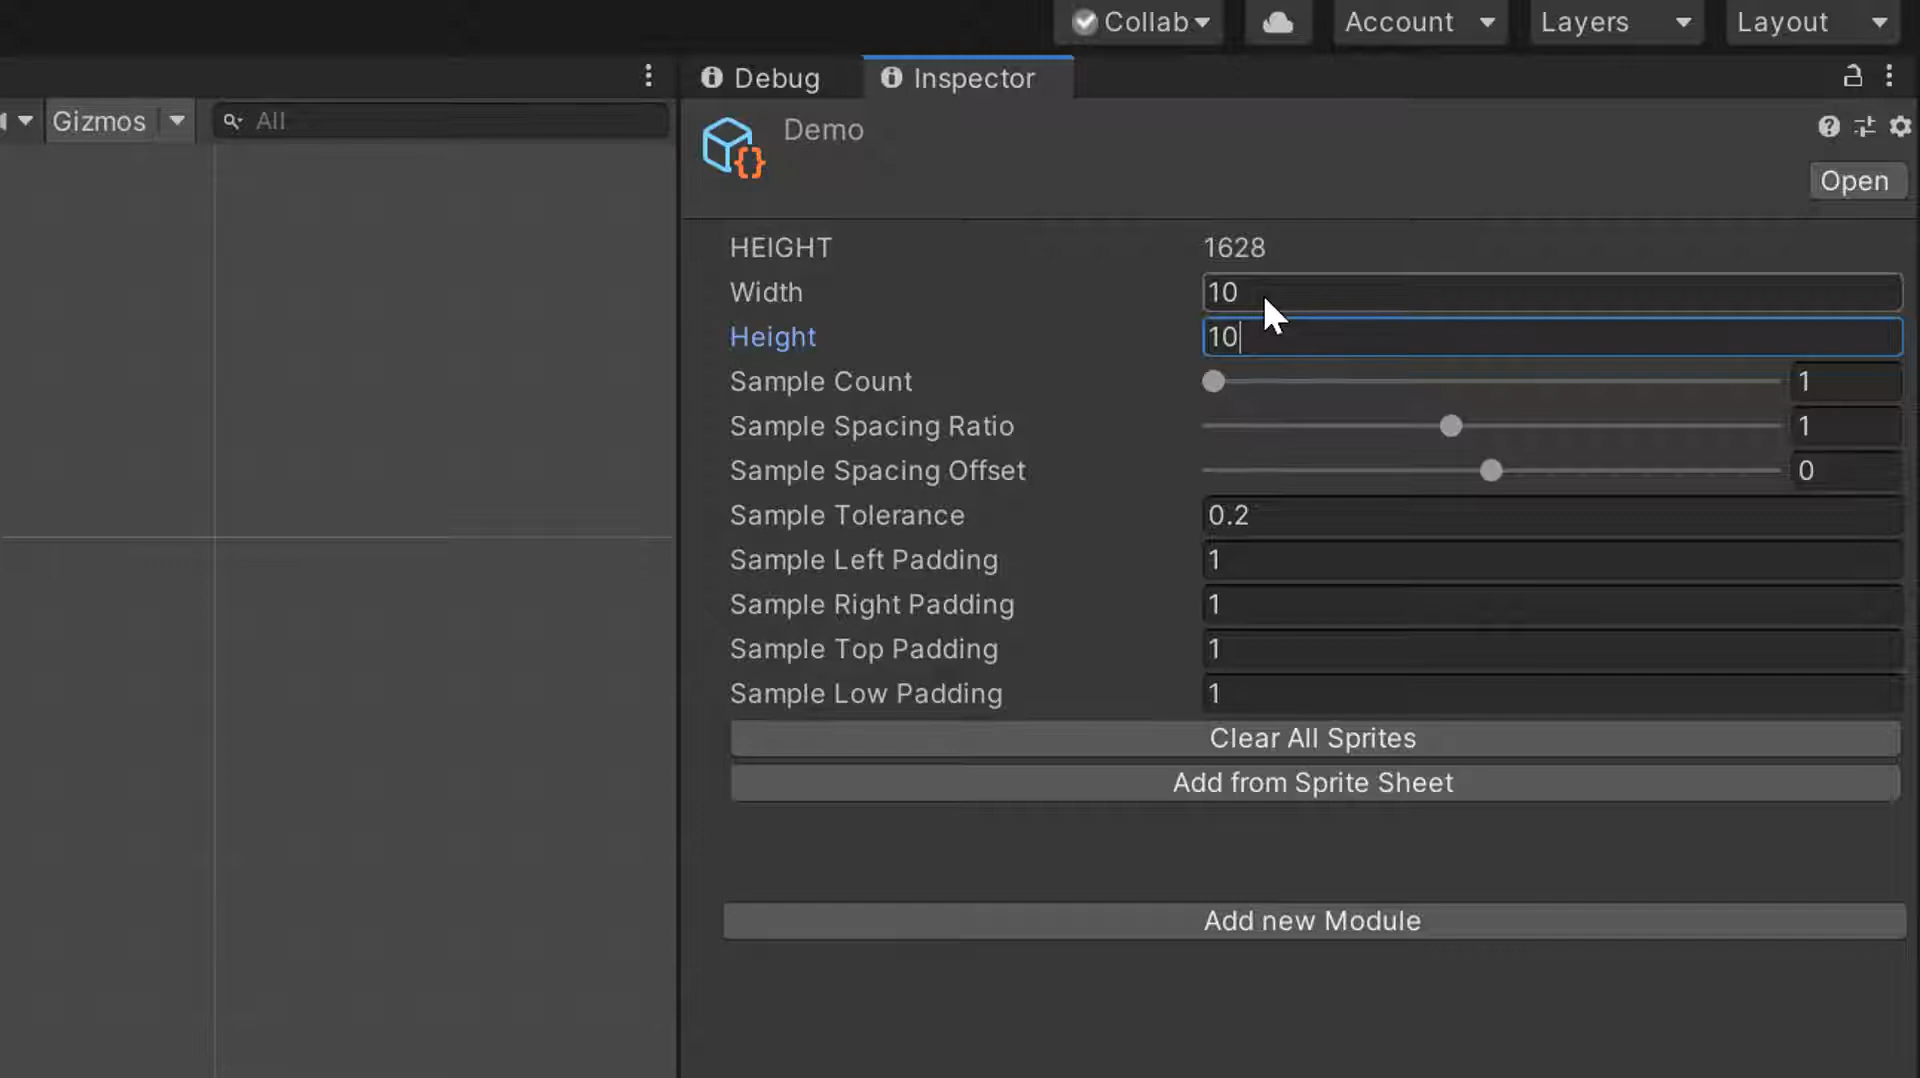 Collab
Account
Layers
Layout
Debug
Inspector
Gizmos
All
Demo
Open
HEIGHT 1628
Width 10
Height 10
Sample Count 1
Sample Spacing Ratio 1
Sample Spacing Offset 0
Sample Tolerance 0.2
Sample Left Padding 1
Sample Right Padding 1
Sample Top Padding 1
Sample Low Padding 1
Clear All Sprites
Add from Sprite Sheet
Add new Module